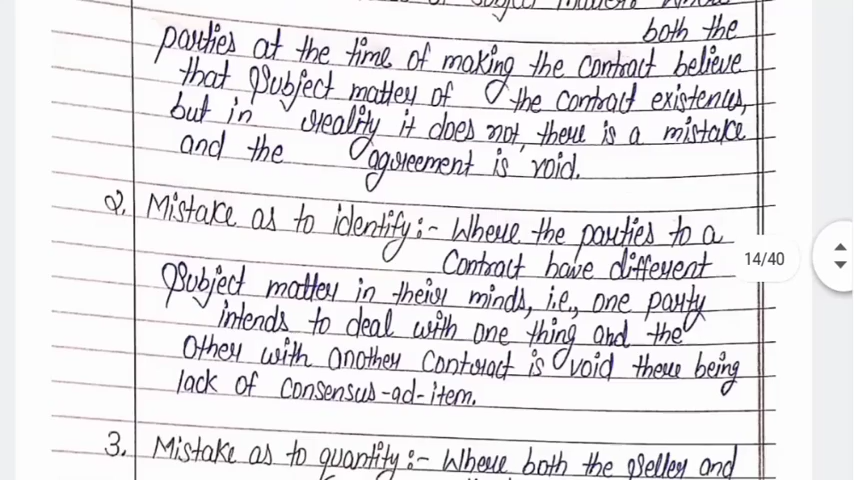 both the
parties at the time of making the contract believe
that subject matter of the contract existenus,
but in reality it does not, there is a mistake
and the agreement is void.
2. Mistake as to identify :- Where the parties to a
Contract have different
Subject matter in their minds, i.e., one party
intends to deal with one thing and the
Other with another Contract is void there being
lack of consensus-ad-item.
3. Mistake as to quantity :- Where both the Seller and
14/40